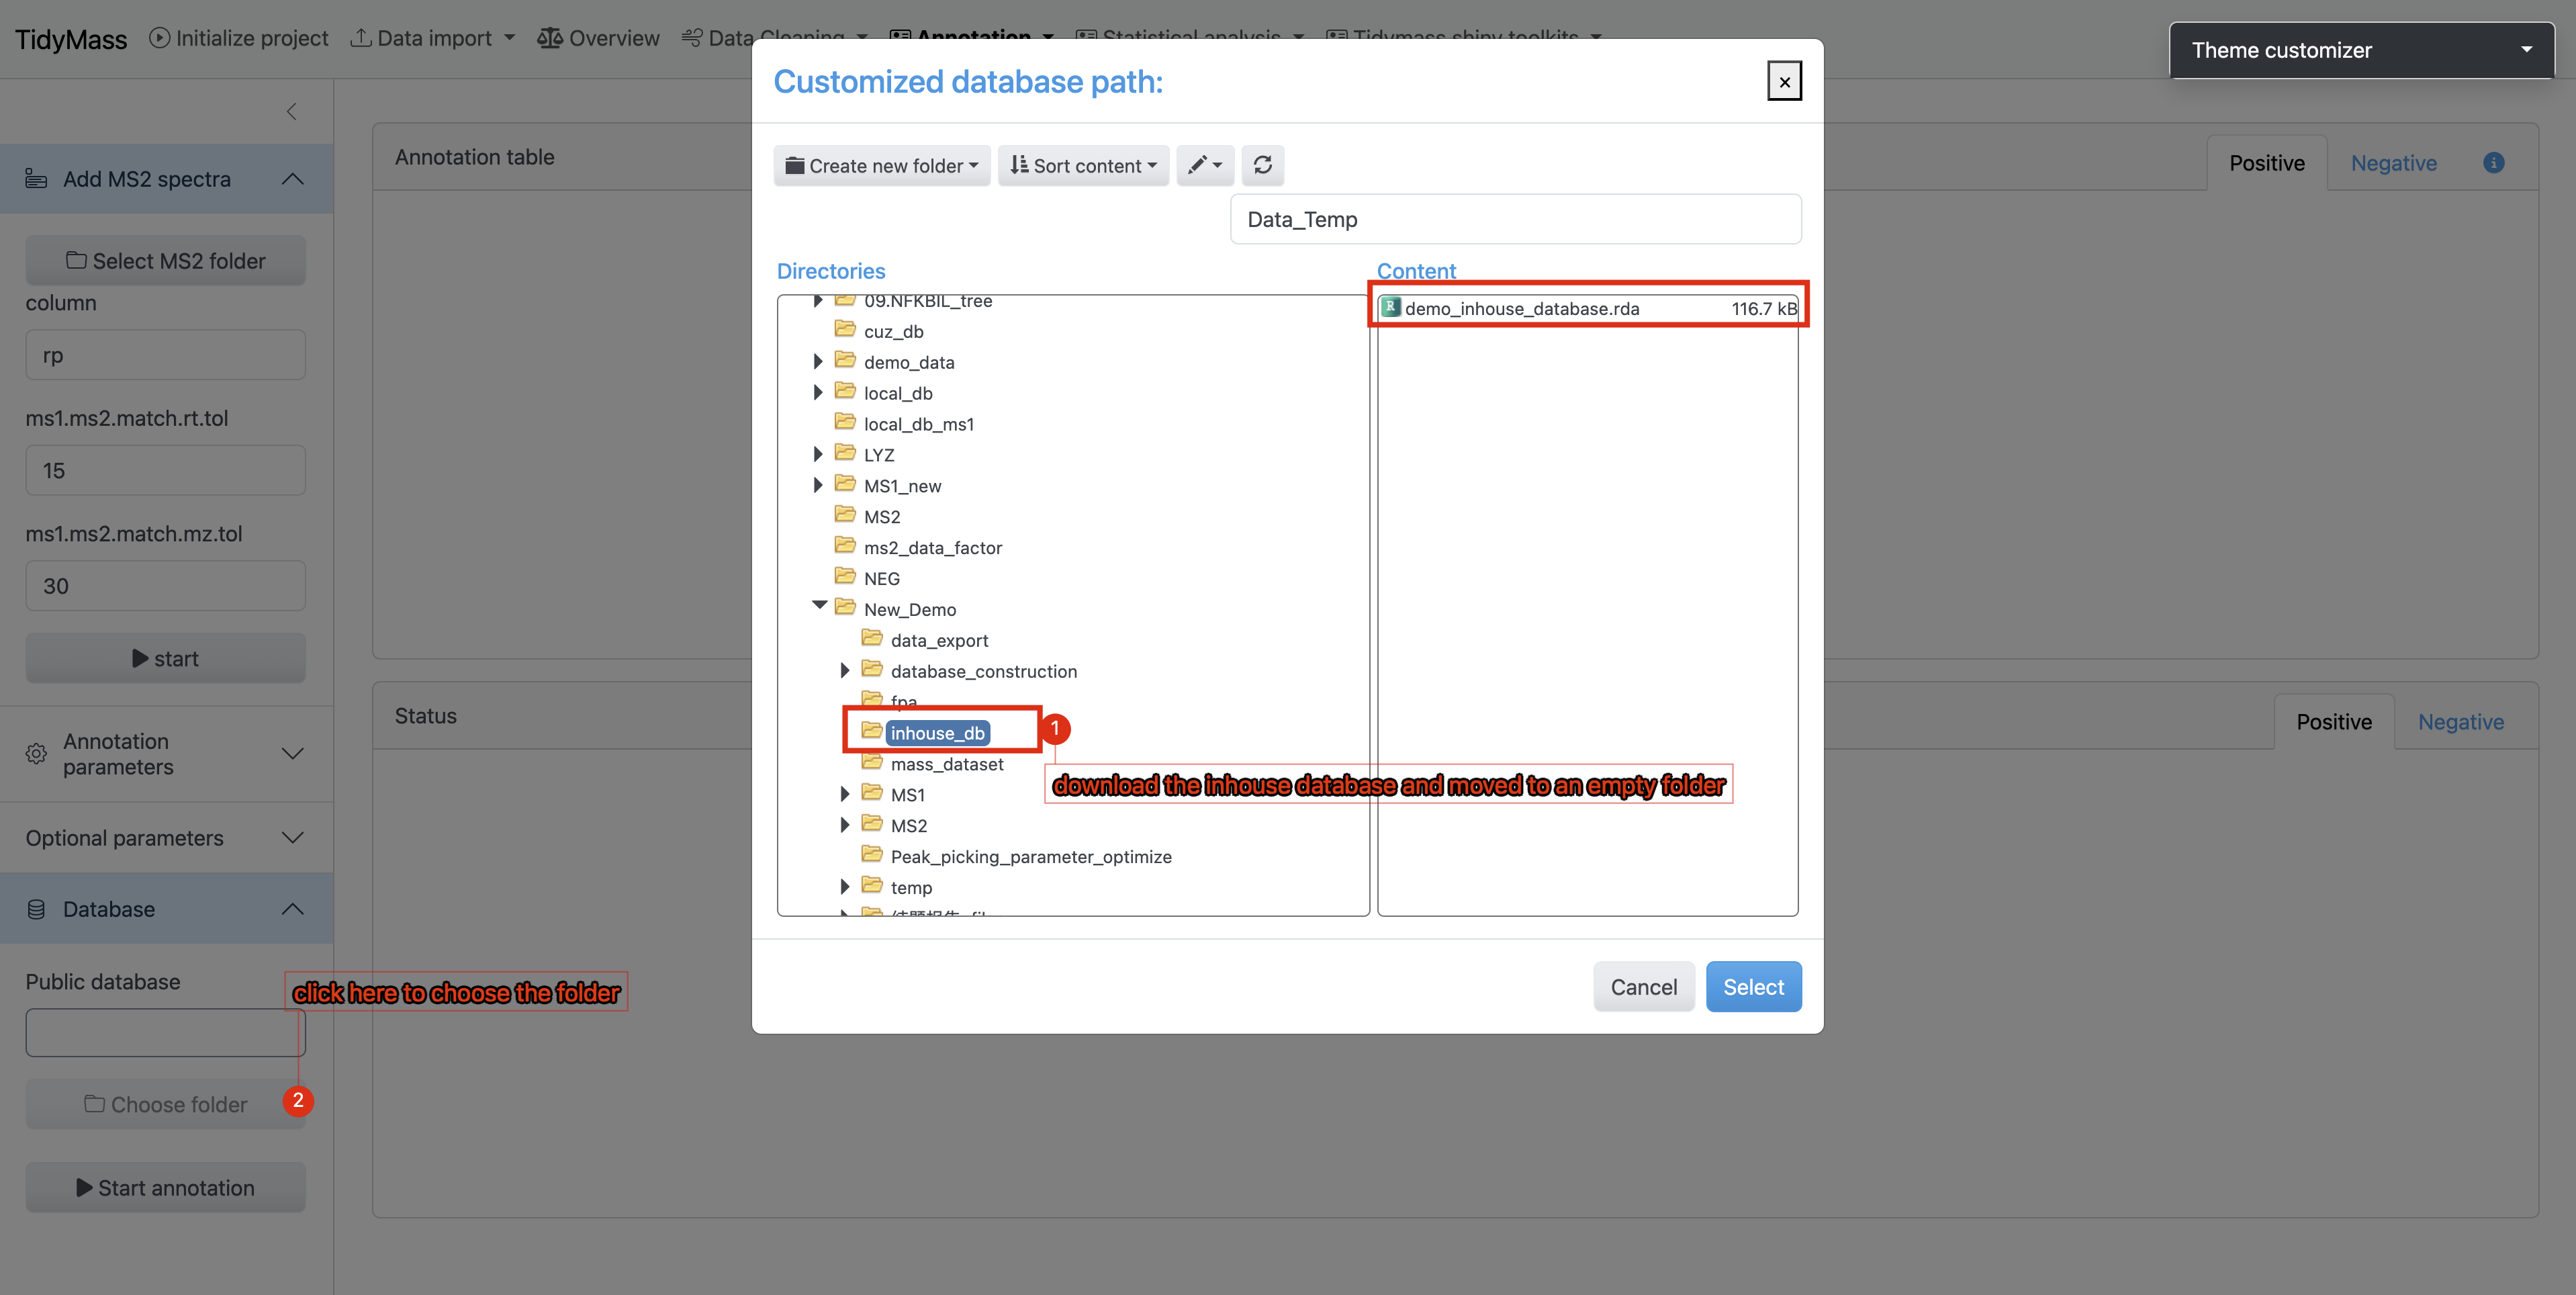 TidyMass Initialize project Data import Overview Data Cleaning Annotation Statistical analysis Tidymass shiny toolkits
Theme customizer
Customized database path:
×
Add MS2 spectra
Select MS2 folder
column
rp
ms1.ms2.match.rt.tol
15
ms1.ms2.match.mz.tol
30
start
Annotation
parameters
Optional parameters
Database
Public database
click here to choose the folder
Choose folder
2
Start annotation
Annotation table
Positive Negative
Status
Positive Negative
Create new folder Sort content
Data_Temp
Directories
09.NFKBIL_tree
cuz_db
demo_data
local_db
local_db_ms1
LYZ
MS1_new
MS2
ms2_data_factor
NEG
New_Demo
data_export
database_construction
fpa
inhouse_db
1
mass_dataset
download the inhouse database and moved to an empty folder
MS1
MS2
Peak_picking_parameter_optimize
temp
Content
demo_inhouse_database.rda 116.7 kB
Cancel Select